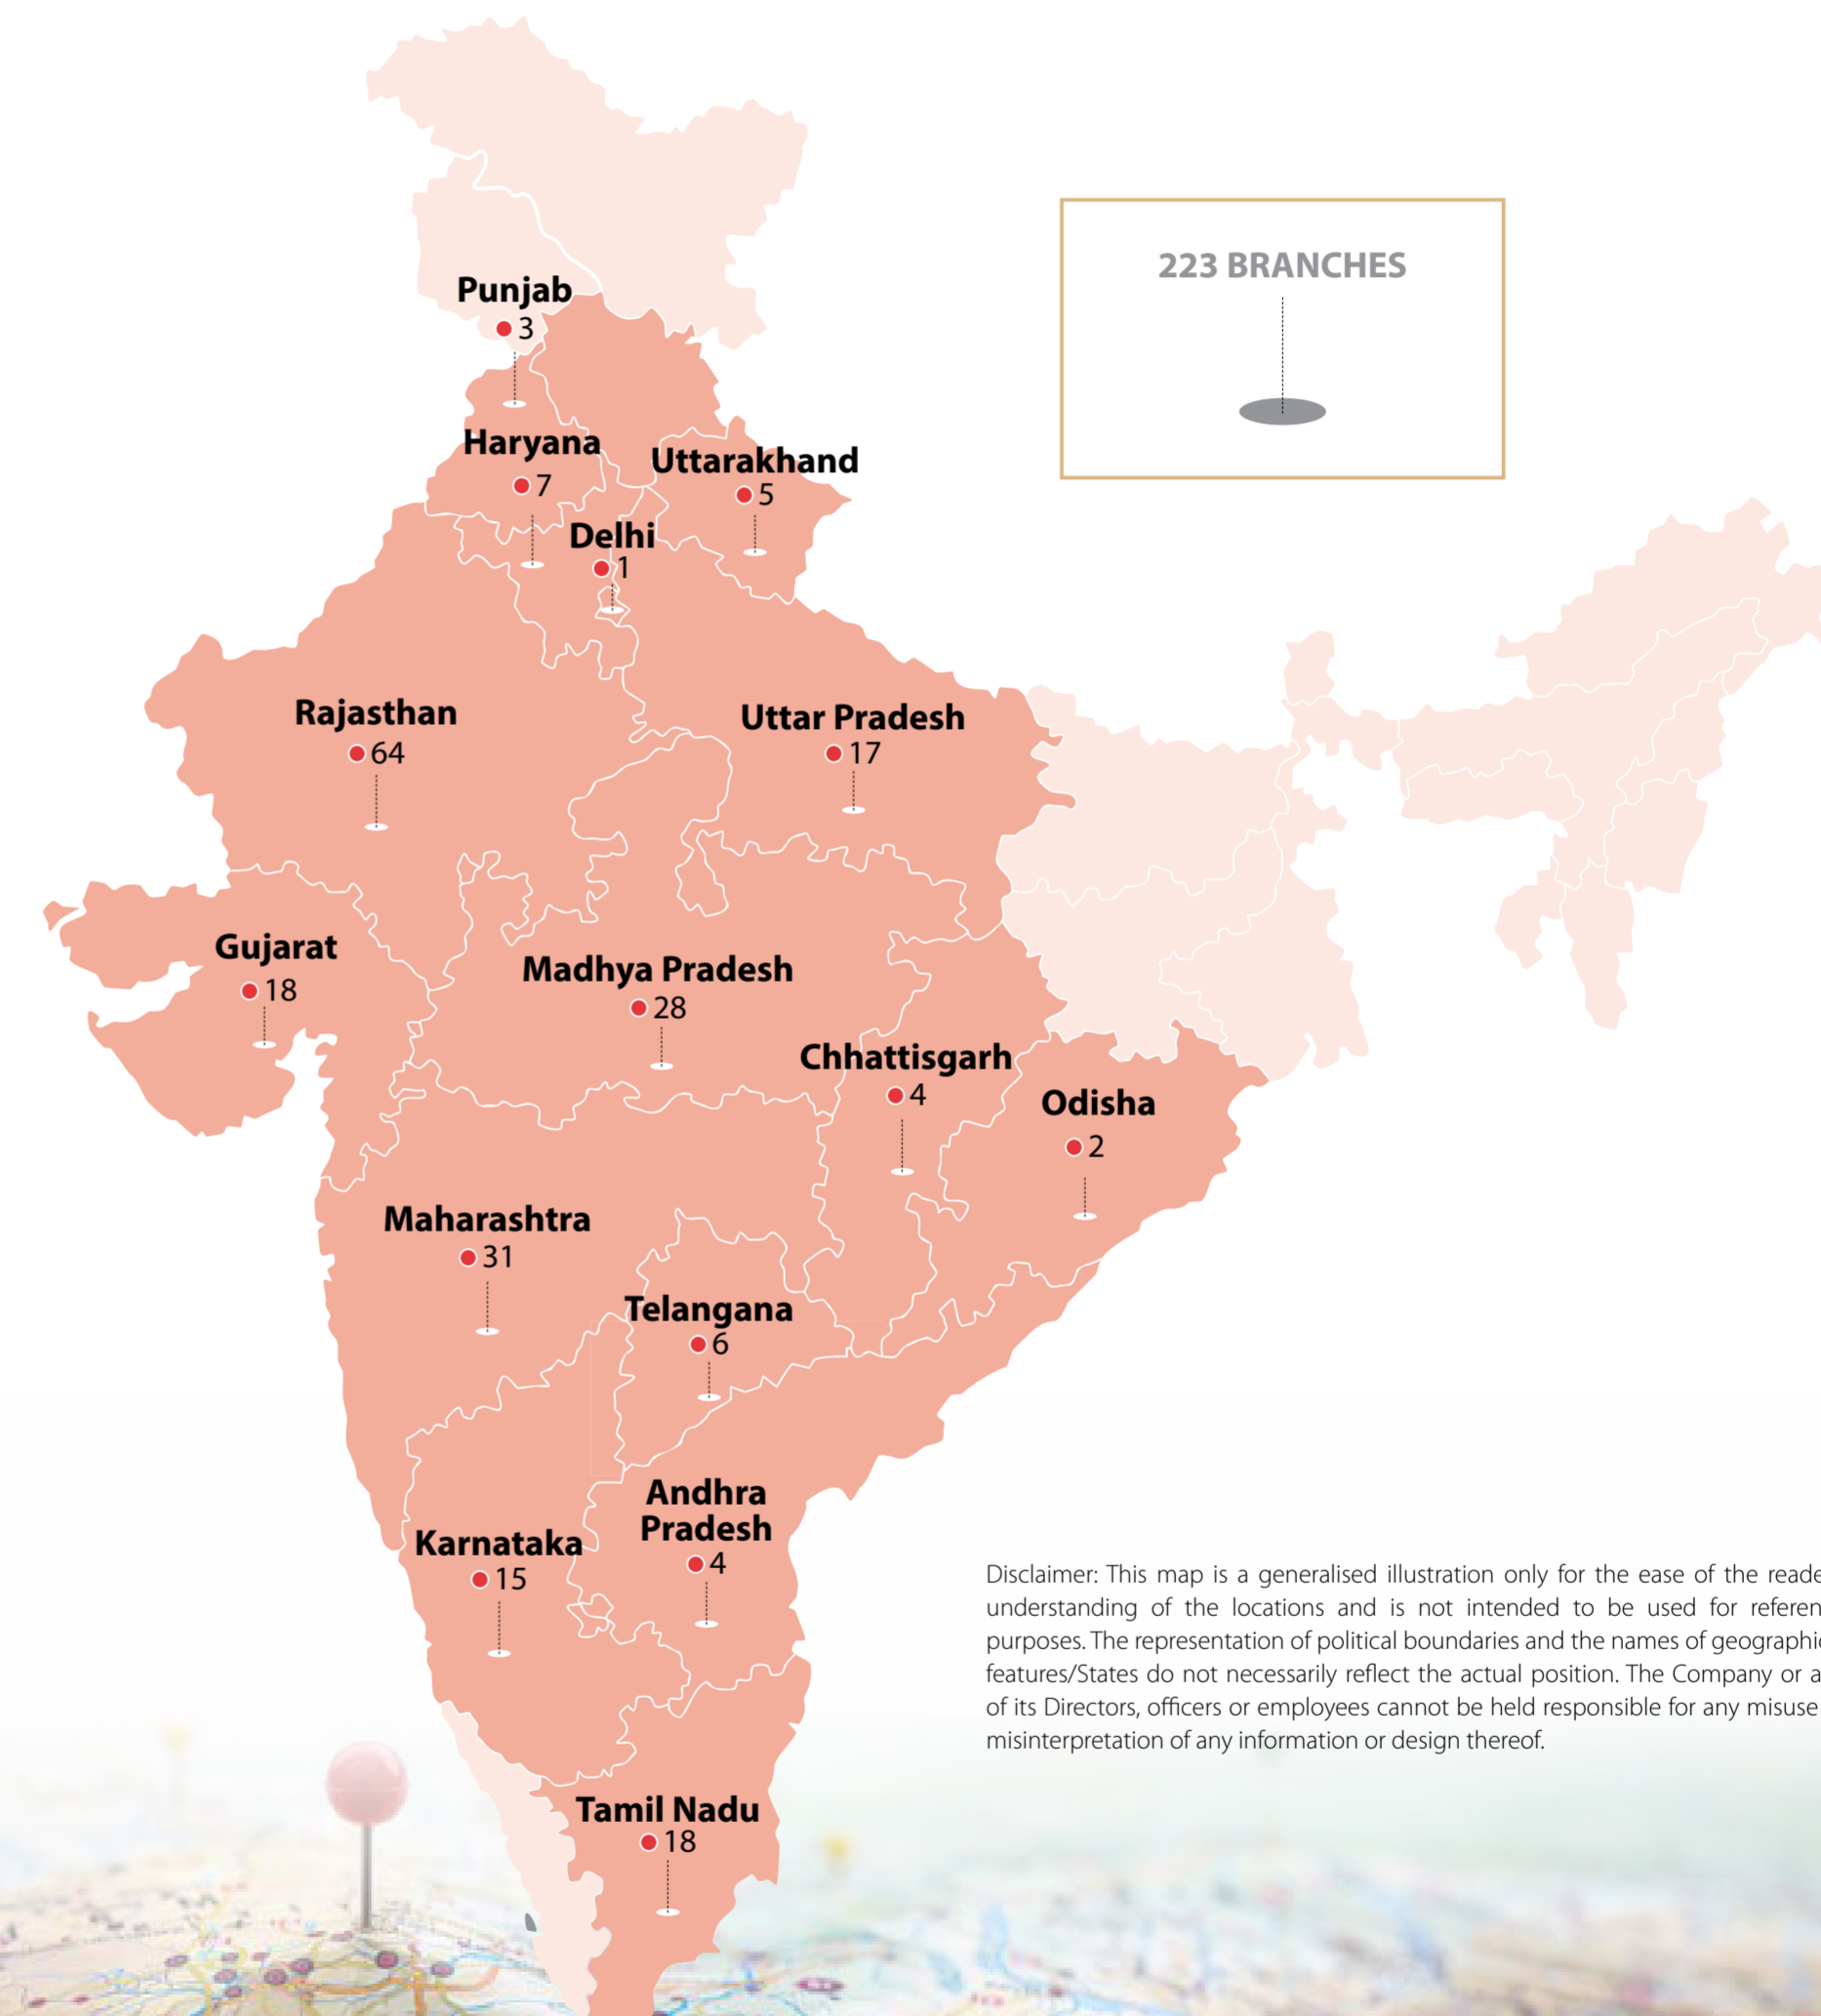 223 BRANCHES
Punjab
3
Haryana
7
Uttarakhand
5
Delhi
1
Rajasthan
64
Uttar Pradesh
17
Gujarat
18
Madhya Pradesh
28
Chhattisgarh
4
Odisha
2
Maharashtra
31
Telangana
6
Andhra
Pradesh
4
Karnataka
15
Tamil Nadu
18
Disclaimer: This map is a generalised illustration only for the ease of the
understanding of the locations and is not intended to be used for
purposes. The representation of political boundaries and the names of
features/States do not necessarily reflect the actual position. The Company or
of its Directors, officers or employees cannot be held responsible for any misuse
misinterpretation of any information or design thereof.